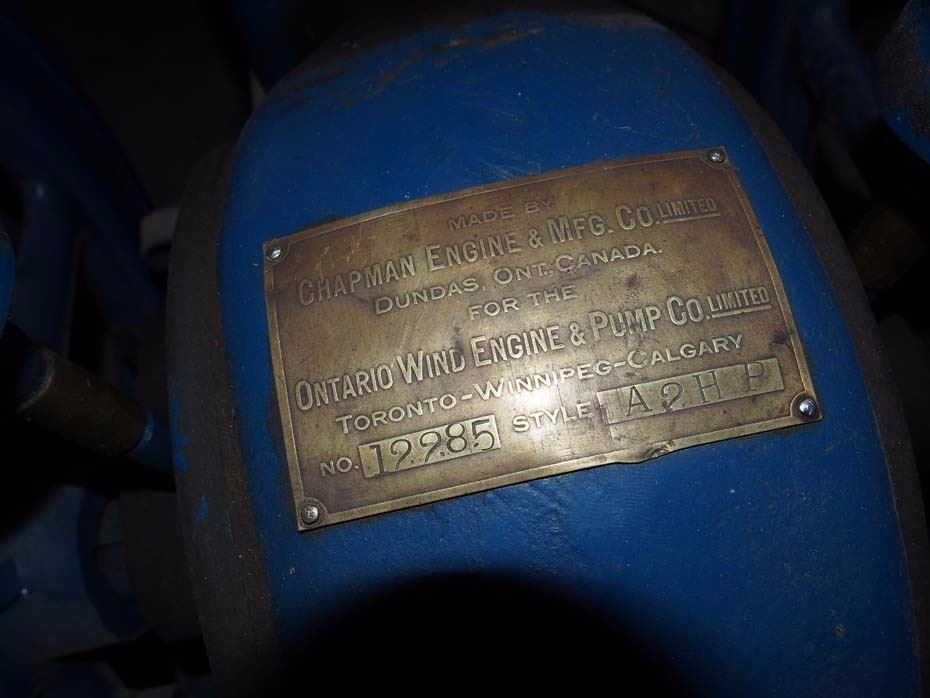 MADE BY
CHAPMAN ENGINE & MFG. CO. LIMITED
DUNDAS, ONT., CANADA.
FOR THE
ONTARIO WIND ENGINE & PUMP CO. LIMITED
TORONTO-WINNIPEG-CALGARY
NO. 12285 STYLE A 2 H P